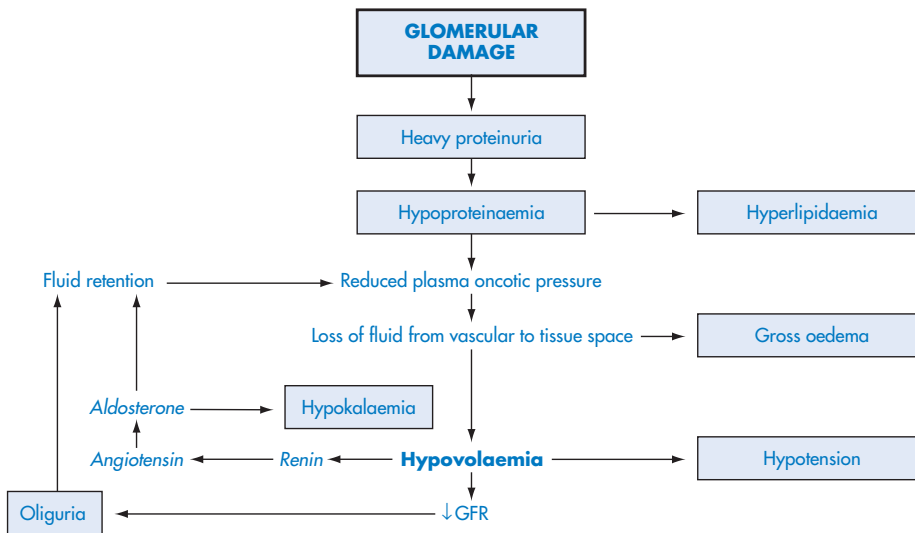 GLOMERULAR
DAMAGE
Heavy proteinuria
Hypoproteinaemia
Hyperlipidaemia
Fluid retention
Reduced plasma oncotic pressure
Loss of fluid from vascular to tissue space
Gross oedema
Aldosterone
Hypokalaemia
Angiotensin
Renin
Hypovolaemia
Hypotension
Oliguria
↓GFR